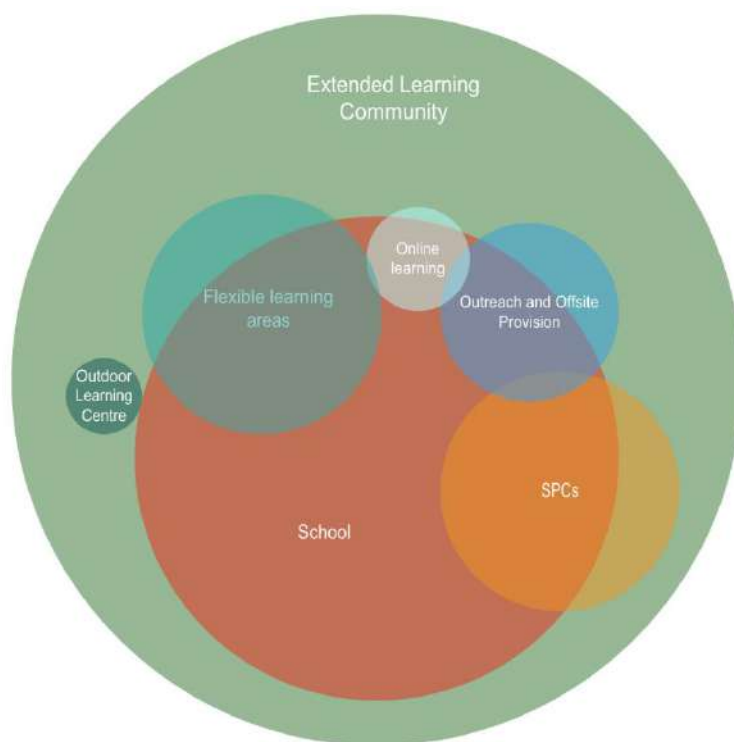 Extended Learning
Community
Online
learning
Flexible learning
areas
Outreach and Offsite
Provision
Outdoor
Learning
Centre
SPCs
School